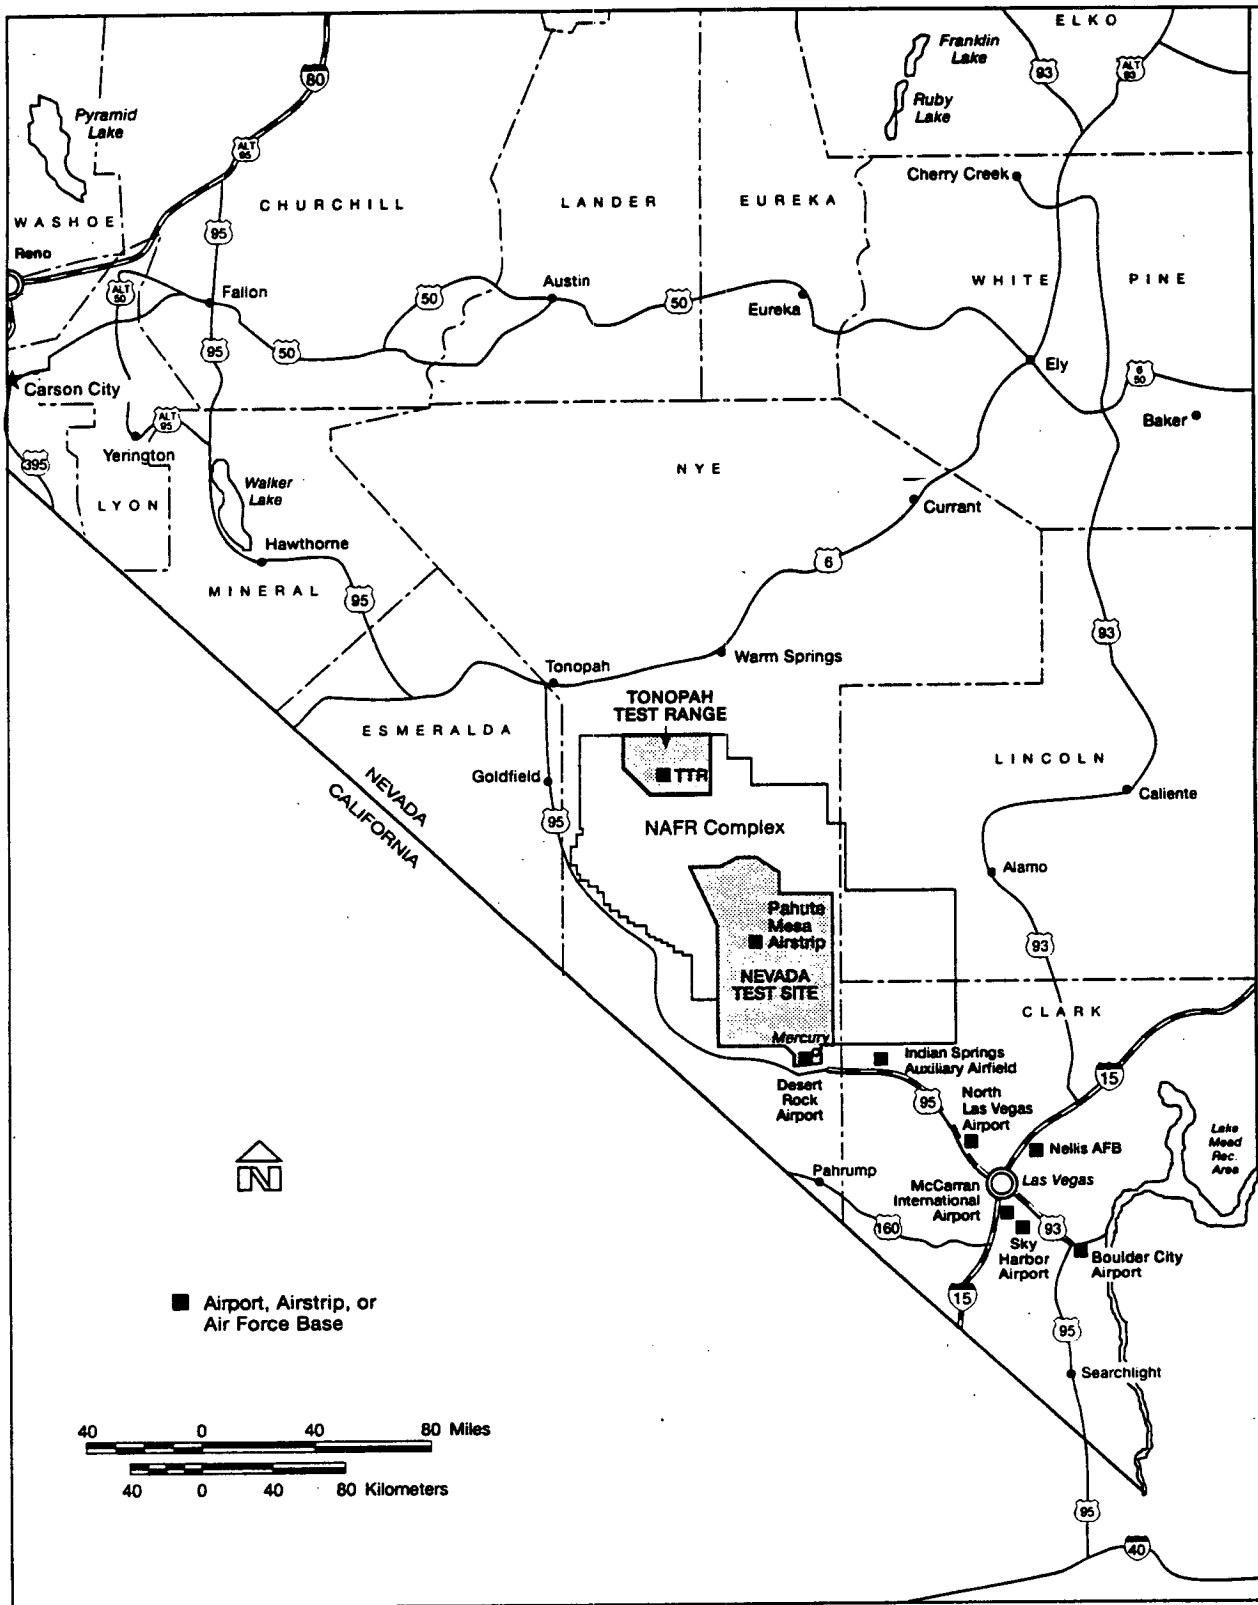 ELKO
Franklin
Lake
93
ALT
93
80
Ruby
Lake
Pyramid
Lake
ALT
95
Cherry Creek
CHURCHILL
LANDER
EUREKA
WASHOE
95
Reno
WHITE
PINE
ALT
50
Fallon
50
Austin
50
Eureka
95
50
Ely
6
50
Carson City
ALT
95
Baker
Yerington
395
NYE
Walker
Lake
LYON
Currant
Hawthorne
6
MINERAL
95
93
Warm Springs
Tonopah
TONOPAH
TEST RANGE
ESMERALDA
LINCOLN
Goldfield
TTR
NEVADA
CALIFORNIA
Caliente
95
NAFR Complex
Alamo
Pahute
Mesa
Airstrip
93
NEVADA
TEST SITE
CLARK
Mercury
Indian Springs
Auxiliary Airfield
15
Desert
Rock
Airport
95
North
Las Vegas
Airport
Lake
Mead
Rec.
Area
Nellis AFB
Pahrump
McCarran
International
Airport
Las Vegas
160
93
Sky
Harbor
Airport
Boulder City
Airport
N
15
Airport, Airstrip, or
Air Force Base
95
Searchlight
40 0 40 80 Miles
40 0 40 80 Kilometers
95
40